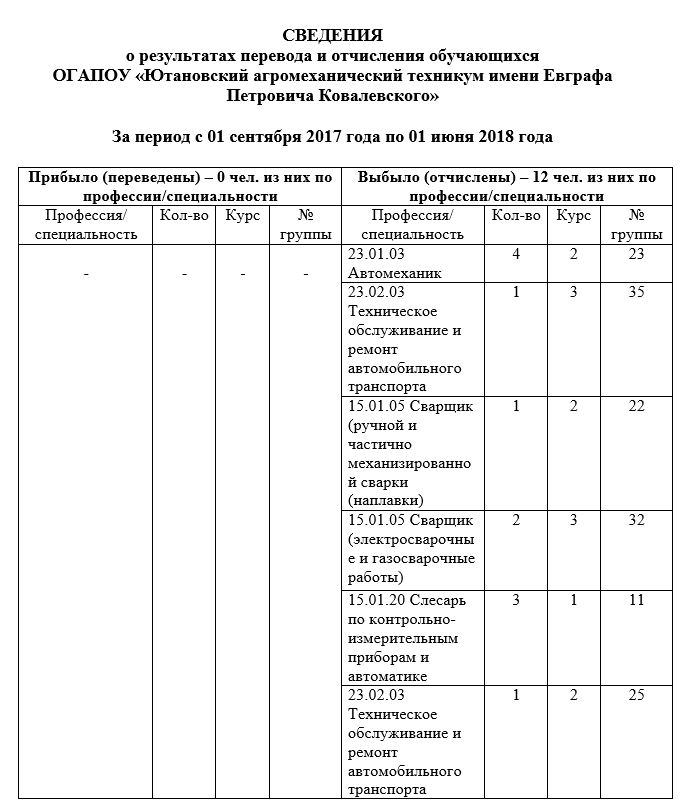 СВЕДЕНИЯ
о результатах перевода и отчисления обучающихся
ОГАПОУ «Ютановский агромеханический техникум имени Евграфа
Петровича Ковалевского»
За период с 01 сентября 2017 года по 01 июня 2018 года
Прибыло (переведены) – 0 чел. из них по
профессии/специальности
Выбыло (отчислены) – 12 чел. из них по
профессии/специальности
Профессия/
специальность
Кол-во
Курс
№
группы
Профессия/
специальность
Кол-во
Курс
№
группы
- - - -
23.01.03
Автомеханик
4 2 23
23.02.03
Техническое
обслуживание и
ремонт
автомобильного
транспорта
1 3 35
15.01.05 Сварщик
(ручной и
частично
механизированно
й сварки
(наплавки)
1 2 22
15.01.05 Сварщик
(электросварочны
е и газосварочные
работы)
2 3 32
15.01.20 Слесарь
по контрольно-
измерительным
приборам и
автоматике
3 1 11
23.02.03
Техническое
обслуживание и
ремонт
автомобильного
транспорта
1 2 25